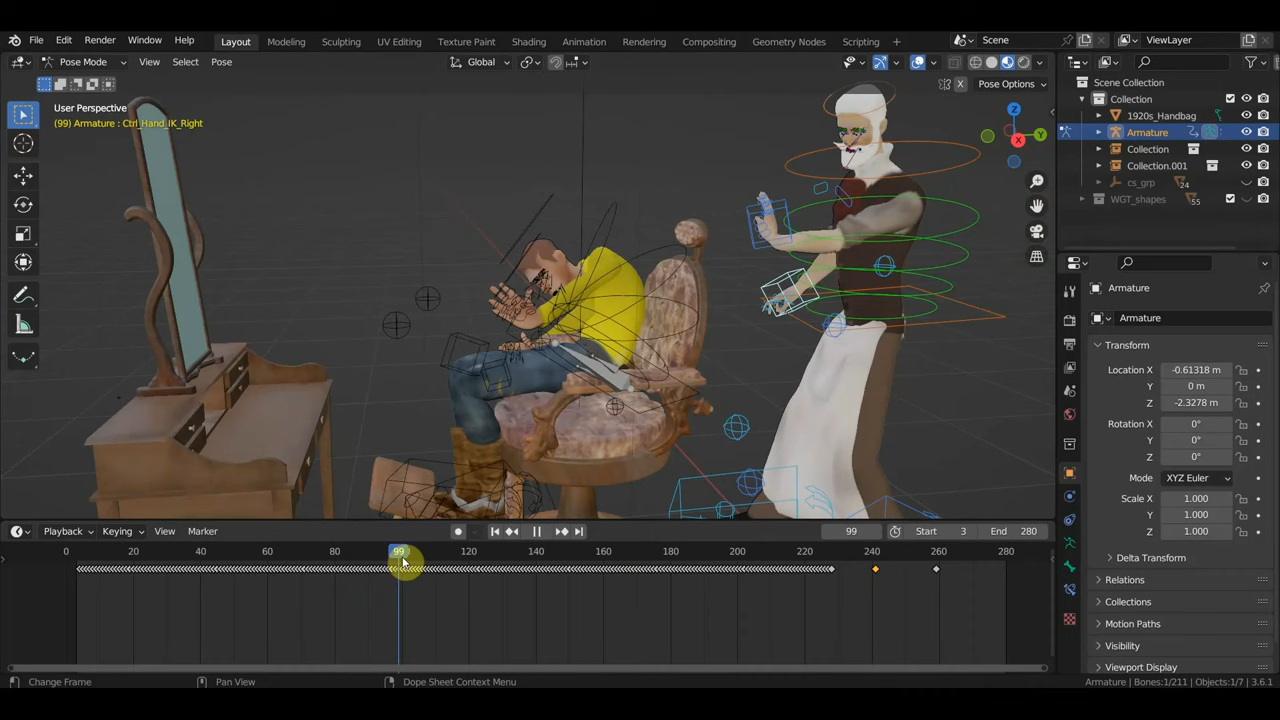 File Edit Render Window Help Layout Modeling Sculpting UV Editing Texture Paint Shading Animation Rendering Compositing Geometry Nodes Scripting + Scene ViewLayer
Pose Mode View Select Pose Global
X Pose Options
User Perspective
(99) Armature : Ctrl_Hand_IK_Right
Z
Y
X
Scene Collection
Collection
1920s_Handbag
Armature
Collection
Collection.001
cs_grp 24
WGT_shapes 55
Armature
Armature
Transform
Location X -0.61318 m
Y 0 m
Z -2.3278 m
Rotation X 0°
Y 0°
Z 0°
Mode XYZ Euler
Scale X 1.000
Y 1.000
Z 1.000
Delta Transform
Relations
Collections
Motion Paths
Visibility
Viewport Display
Playback Keying View Marker 99 Start 3 End 280
0 20 40 60 80 99 120 140 160 180 200 220 240 260 280
Change Frame Pan View Dope Sheet Context Menu Armature | Bones:1/211 | Objects:1/7 | 3.6.1